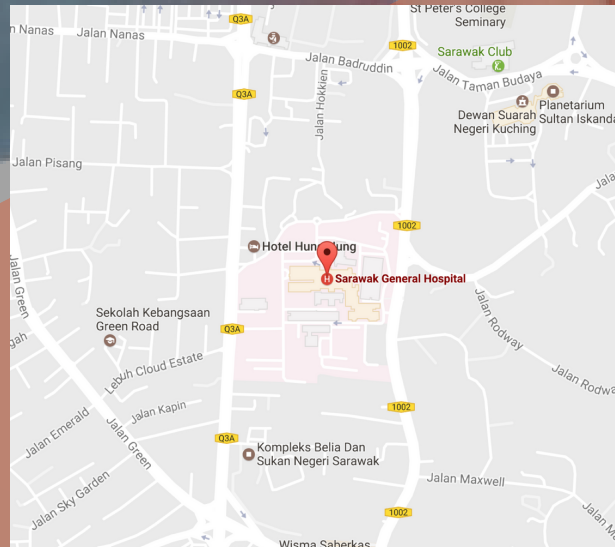 St Peter's College
Seminary
Q3A
n Nanas
Jalan Nanas
1002
Sarawak Club
Jalan Badruddin
Jalan Taman Budaya
Q3A
Jalan Hokkien
Dewan Suarah
Negeri Kuching
Planetarium
Sultan Iskanda
Jalan Pisang
Jala
1002
Hotel Hung Hung
Jalan Green
H Sarawak General Hospital
Sekolah Kebangsaan
Green Road
Jalan Rodway
Q3A
gah
Lebuh Cloud Estate
Jalan Rodwa
Jalan Kapin
1002
Jalan Emerald
Jalan Green
Q3A
Kompleks Belia Dan
Sukan Negeri Sarawak
Jalan Maxwell
Jalan Sky Garden
1002
Jalan M
Wisma Saberkas